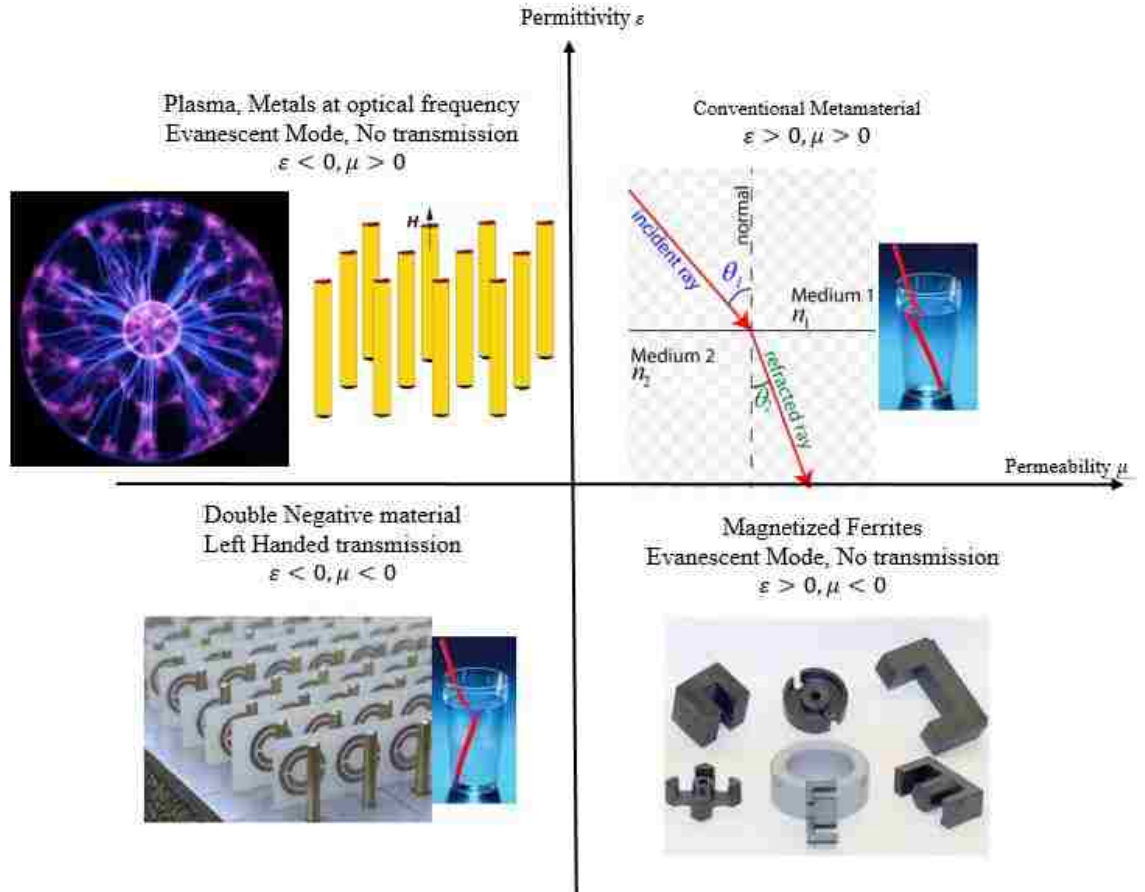 Permittivity ε
Plasma, Metals at optical frequency
Evanescent Mode, No transmission
ε < 0, μ > 0
H
Conventional Metamaterial
ε > 0, μ > 0
incident ray
normal
θ₁
Medium 1
n₁
Medium 2
n₂
refracted ray
Permeability μ
Double Negative material
Left Handed transmission
ε < 0, μ < 0
Magnetized Ferrites
Evanescent Mode, No transmission
ε > 0, μ < 0